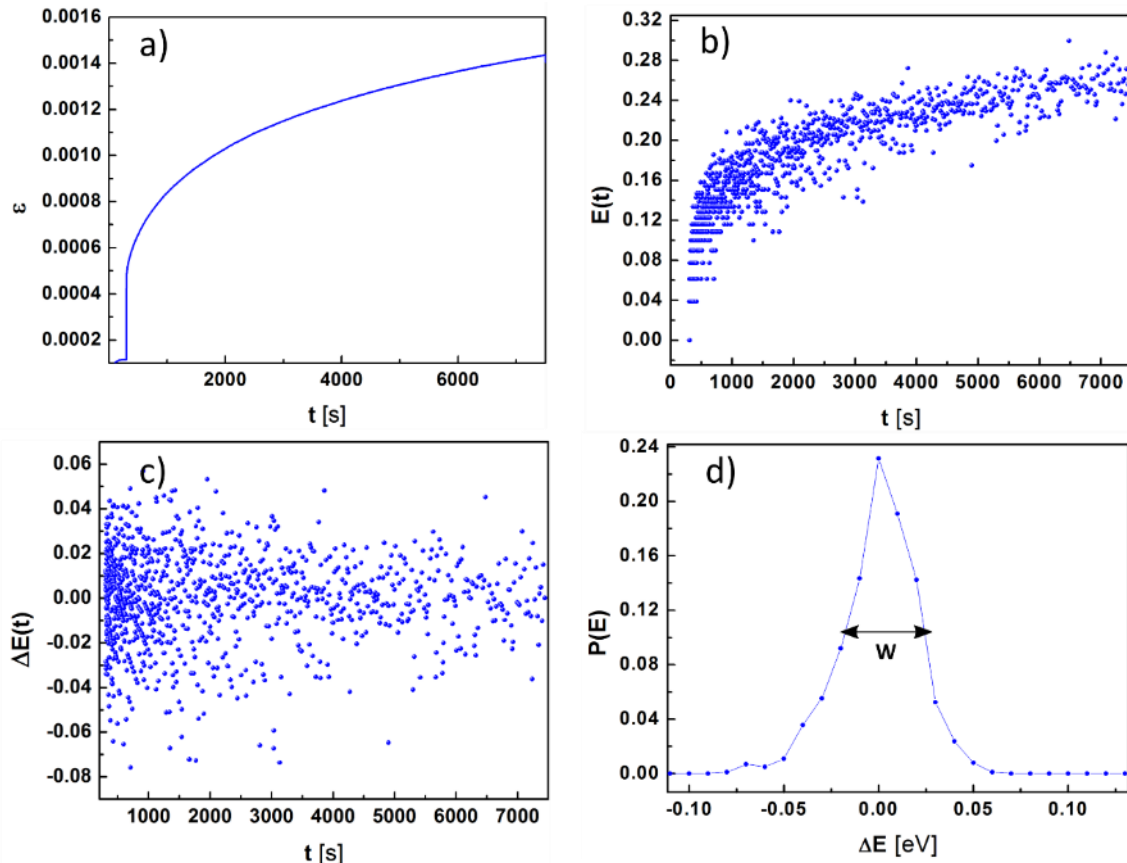 a)
0.0016
0.0014
0.0012
0.0010
0.0008
0.0006
0.0004
0.0002
ε
2000 4000 6000
t [s]
b)
0.32
0.28
0.24
0.20
0.16
0.12
0.08
0.04
0.00
E(t)
0 1000 2000 3000 4000 5000 6000 7000
t [s]
c)
0.06
0.04
0.02
0.00
-0.02
-0.04
-0.06
-0.08
ΔE(t)
1000 2000 3000 4000 5000 6000 7000
t [s]
d)
0.24
0.20
0.16
0.12
0.08
0.04
0.00
P(E)
W
-0.10 -0.05 0.00 0.05 0.10
ΔE [eV]